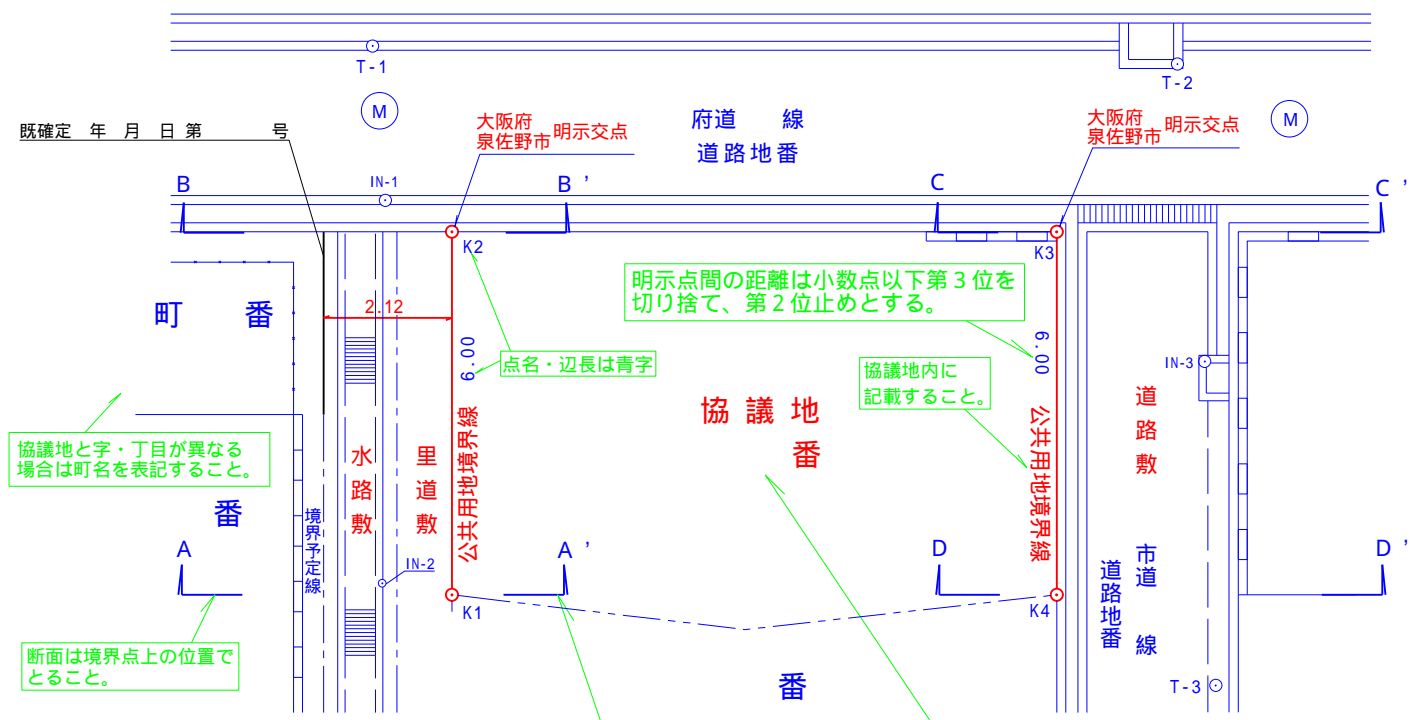 T-1
T-2
M
M
既確定 年 月 日 第 号
大阪府
泉佐野市 明示交点
府道 線
道路地番
大阪府
泉佐野市 明示交点
B
IN-1
B'
C
C'
K2
K3
明示点間の距離は小数点以下第3位を
切り捨て、第2位止めとする。
町 番
2.12
6.00
点名・辺長は青字
6.00
協議地内に
記載すること。
IN-3
協議地
番
道路敷
協議地と字・丁目が異なる
場合は町名を表記すること。
水路敷
里道敷
公共用地境界線
公共用地境界線
番
境界予定線
A
IN-2
A'
D
市道 線
道路地番
D'
K1
K4
断面は境界点上の位置で
とること。
番
T-3